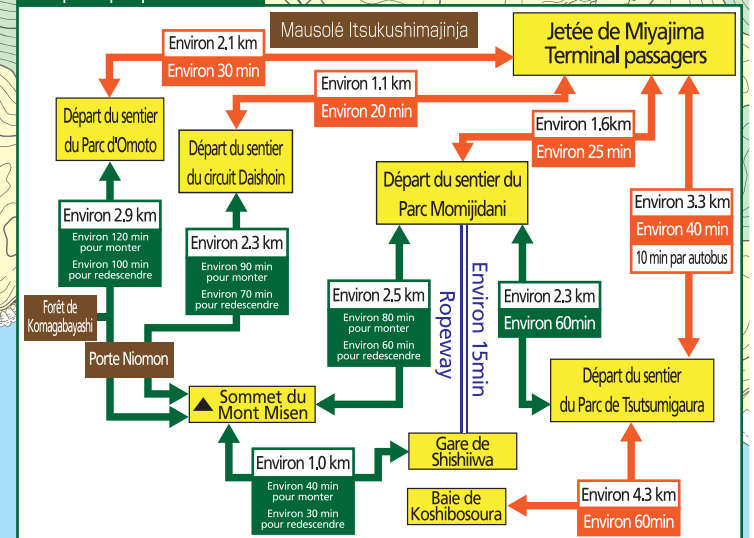 Mausolé Itsukushimajinja
Jetée de Miyajima
Terminal passagers
Environ 2.1 km
Environ 30 min
Environ 1.1 km
Environ 20 min
Environ 1.6km
Environ 25 min
Départ du sentier
du Parc d'Omoto
Départ du sentier
du circuit Daishoin
Départ du sentier du
Parc Momijidani
Environ 3.3 km
Environ 40 min
10 min par autobus
Environ 2.9 km
Environ 120 min
pour monter
Environ 100 min
pour redescendre
Environ 2.3 km
Environ 90 min
pour monter
Environ 70 min
pour redescendre
Environ 2.5 km
Environ 80 min
pour monter
Environ 60 min
pour redescendre
Environ 15min
Ropeway
Environ 2.3 km
Environ 60min
Forêt de
Komagabayashi
Porte Niomon
Sommet du
Mont Misen
Départ du sentier
du Parc de Tsutsumigaura
Environ 1.0 km
Environ 40 min
pour monter
Environ 30 min
pour redescendre
Gare de
Shishiiwa
Baie de
Koshibosoura
Environ 4.3 km
Environ 60min